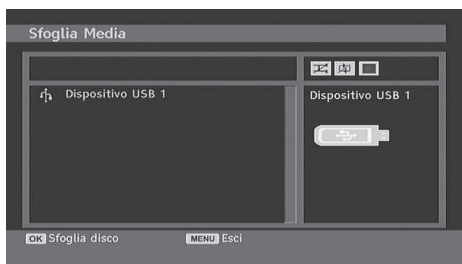 Sfoglia Media
Dispositivo USB 1
Dispositivo USB 1
OK Sfoglia disco MENU Esci